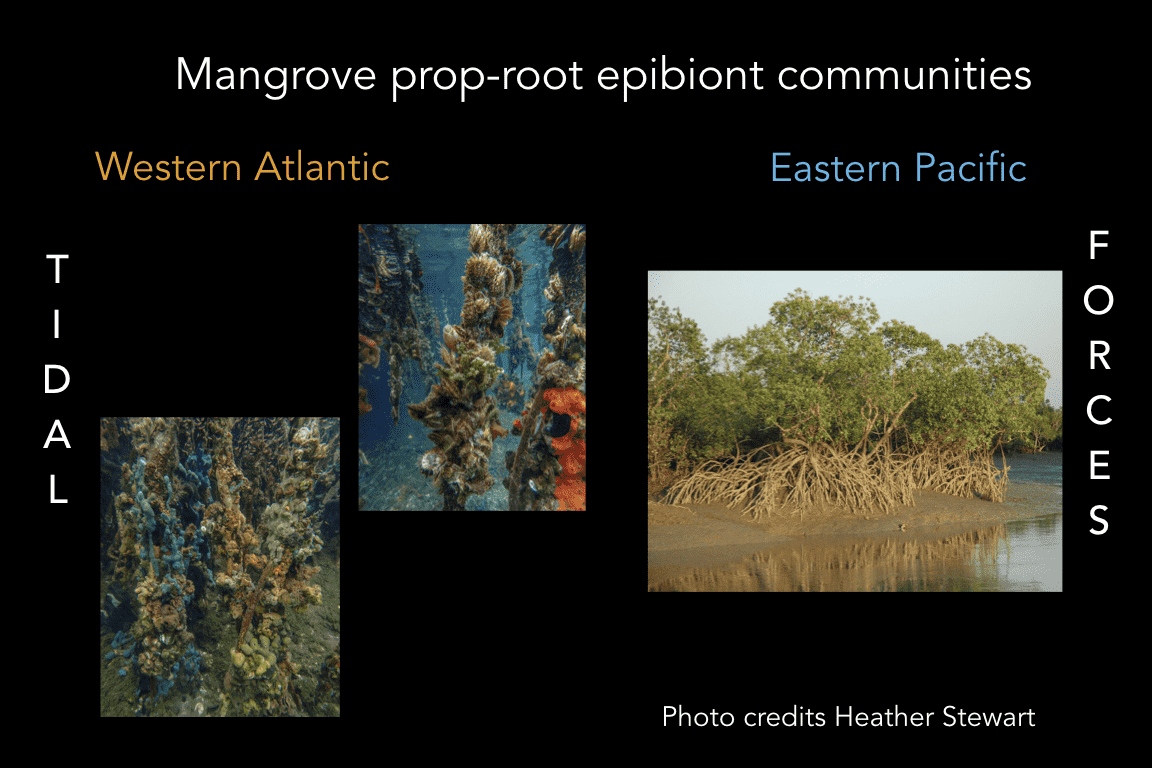 Mangrove prop-root epibiont communities
Western Atlantic
Eastern Pacific
T
I
D
A
L
F
O
R
C
E
S
Photo credits Heather Stewart